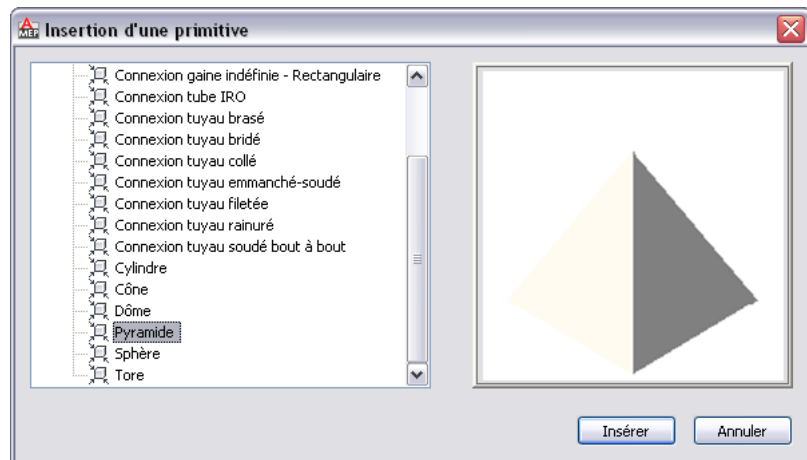 MEP
Insertion d'une primitive
Connexion gaine indéfinie - Rectangulaire
Connexion tube IRO
Connexion tuyau brasé
Connexion tuyau bridé
Connexion tuyau collé
Connexion tuyau emmanché-soudé
Connexion tuyau filetée
Connexion tuyau rainuré
Connexion tuyau soudé bout à bout
Cylindre
Cône
Dôme
Pyramide
Sphère
Tore
Insérer
Annuler